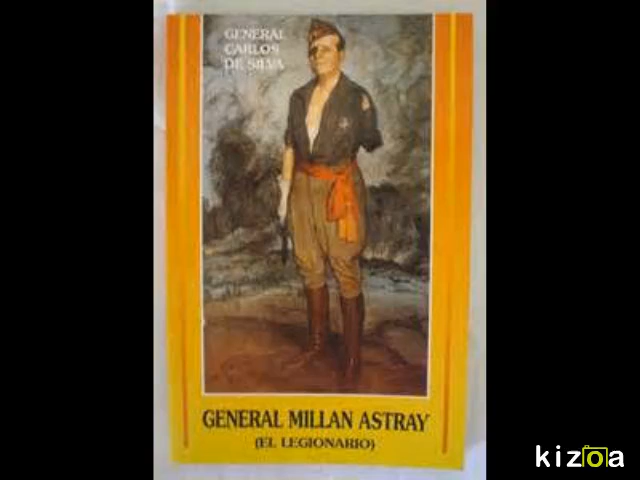 GENERAL
CARLOS
DE SILVA
GENERAL MILLAN ASTRAY
(EL LEGIONARIO)
kizoa